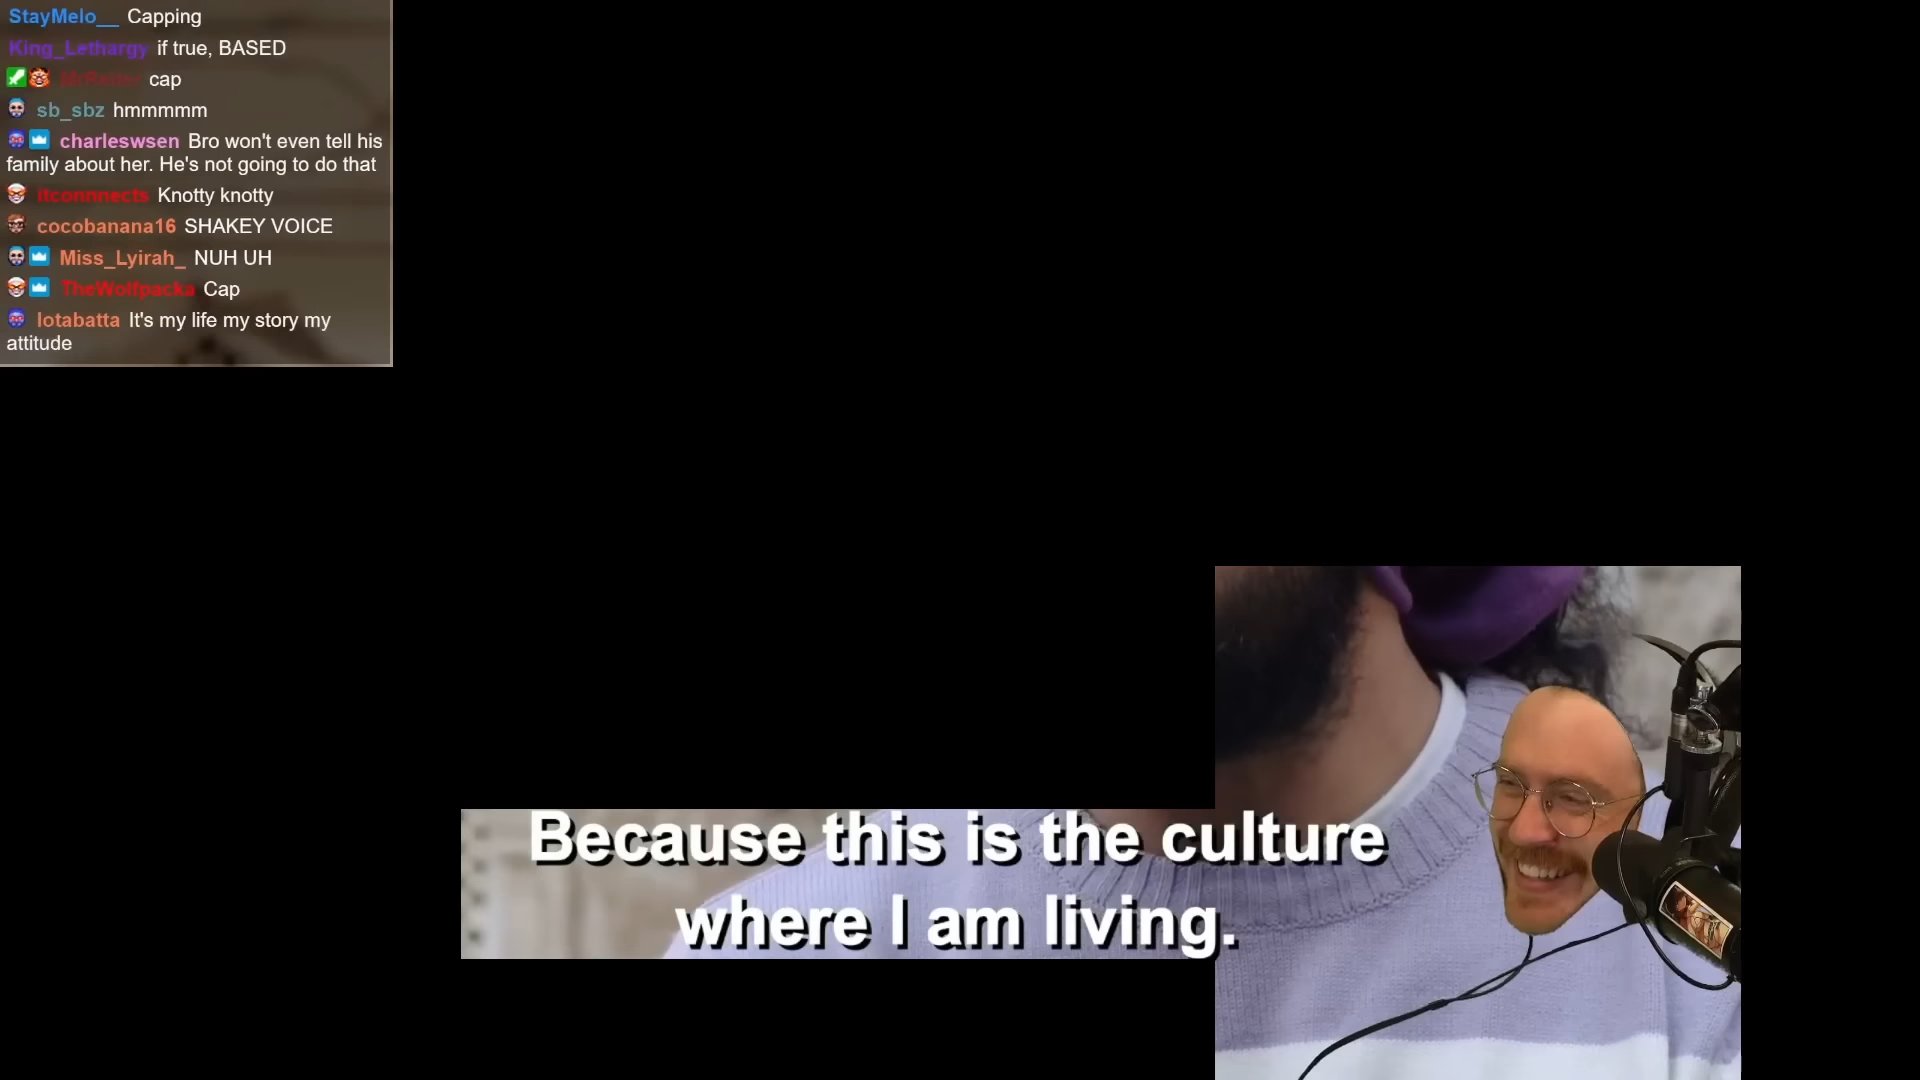 StayMelo__ Capping
King_Lethargy if true, BASED
cap
sb_sbz hmmmmm
charleswsen Bro won't even tell his
family about her. He's not going to do that
itconnnects Knotty knotty
cocobanana16 SHAKEY VOICE
Miss_Lyirah_ NUH UH
TheWolfpacka Cap
lotabatta It's my life my story my
attitude
Because this is the culture
where I am living.